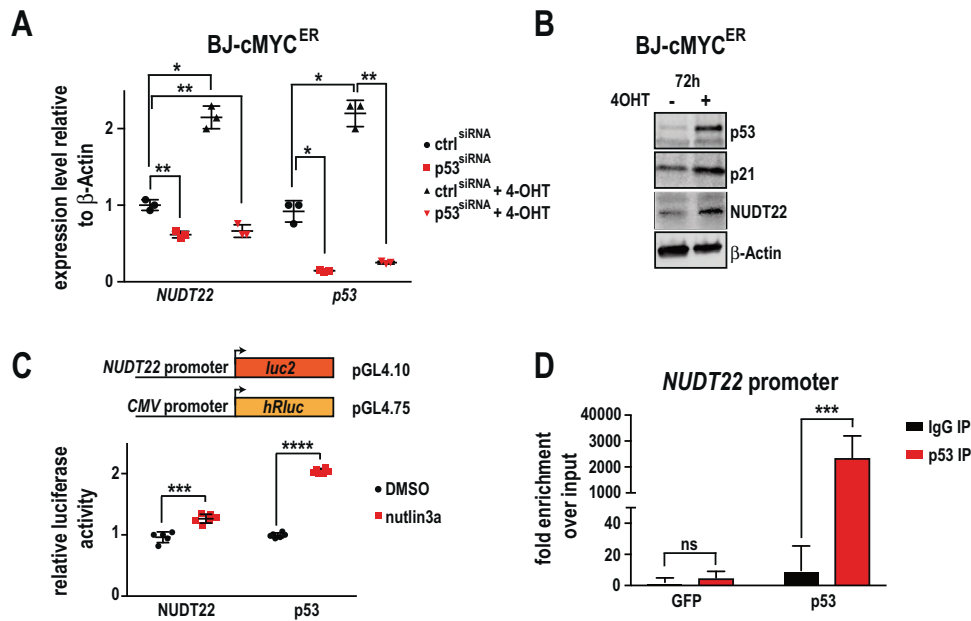 A
BJ-cMYC^ER
expression level relative
to β-Actin
2
1
0
*
**
**
*
*
**
NUDT22
p53
ctrl^siRNA
p53^siRNA
ctrl^siRNA + 4-OHT
p53^siRNA + 4-OHT
B
BJ-cMYC^ER
72h
4OHT - +
p53
p21
NUDT22
β-Actin
C
NUDT22 promoter luc2 pGL4.10
CMV promoter hRluc pGL4.75
relative luciferase
activity
2
1
0
***
****
NUDT22
p53
DMSO
nutlin3a
D
NUDT22 promoter
fold enrichment
over input
40000
3000
2000
1000
60
40
20
0
ns
***
GFP
p53
IgG IP
p53 IP